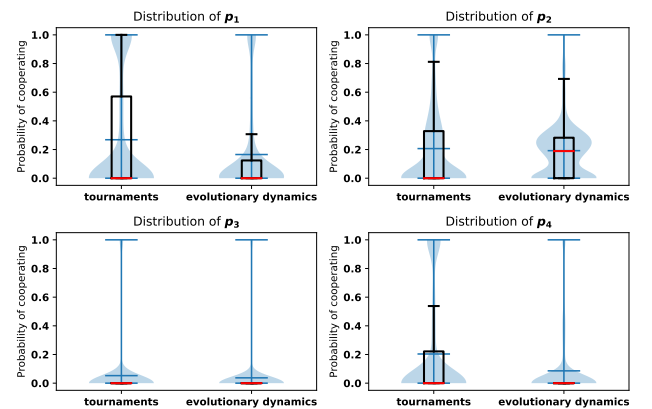 Distribution of p1
Probability of cooperating
1.0
0.8
0.6
0.4
0.2
0.0
tournaments evolutionary dynamics
Distribution of p2
Probability of cooperating
1.0
0.8
0.6
0.4
0.2
0.0
tournaments evolutionary dynamics
Distribution of p3
Probability of cooperating
1.0
0.8
0.6
0.4
0.2
0.0
tournaments evolutionary dynamics
Distribution of p4
Probability of cooperating
1.0
0.8
0.6
0.4
0.2
0.0
tournaments evolutionary dynamics